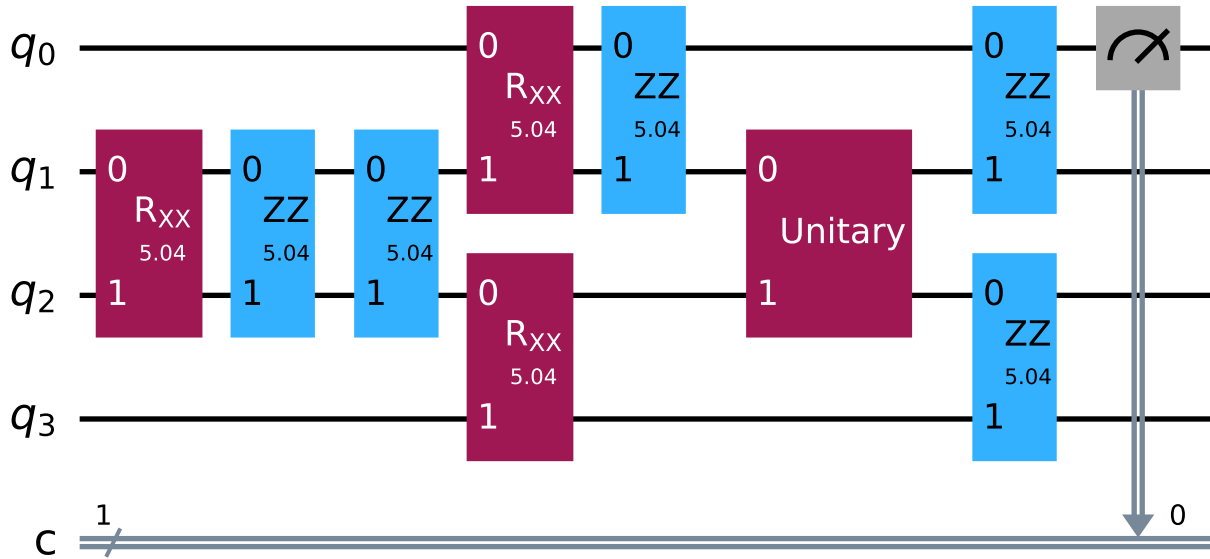 q0 0 0 0
RXX ZZ ZZ
5.04 5.04 5.04
q1 0 0 0 1 1 0 1
RXX ZZ ZZ Unitary
5.04 5.04 5.04
q2 1 1 1 0 1 0
RXX ZZ
5.04 5.04
q3 1 1
1 0
c